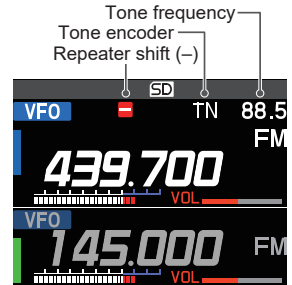 Tone frequency
Tone encoder
Repeater shift (–)
SD
VFO – TN 88.5
FM
439.700
VOL
VFO
145.000 FM
VOL